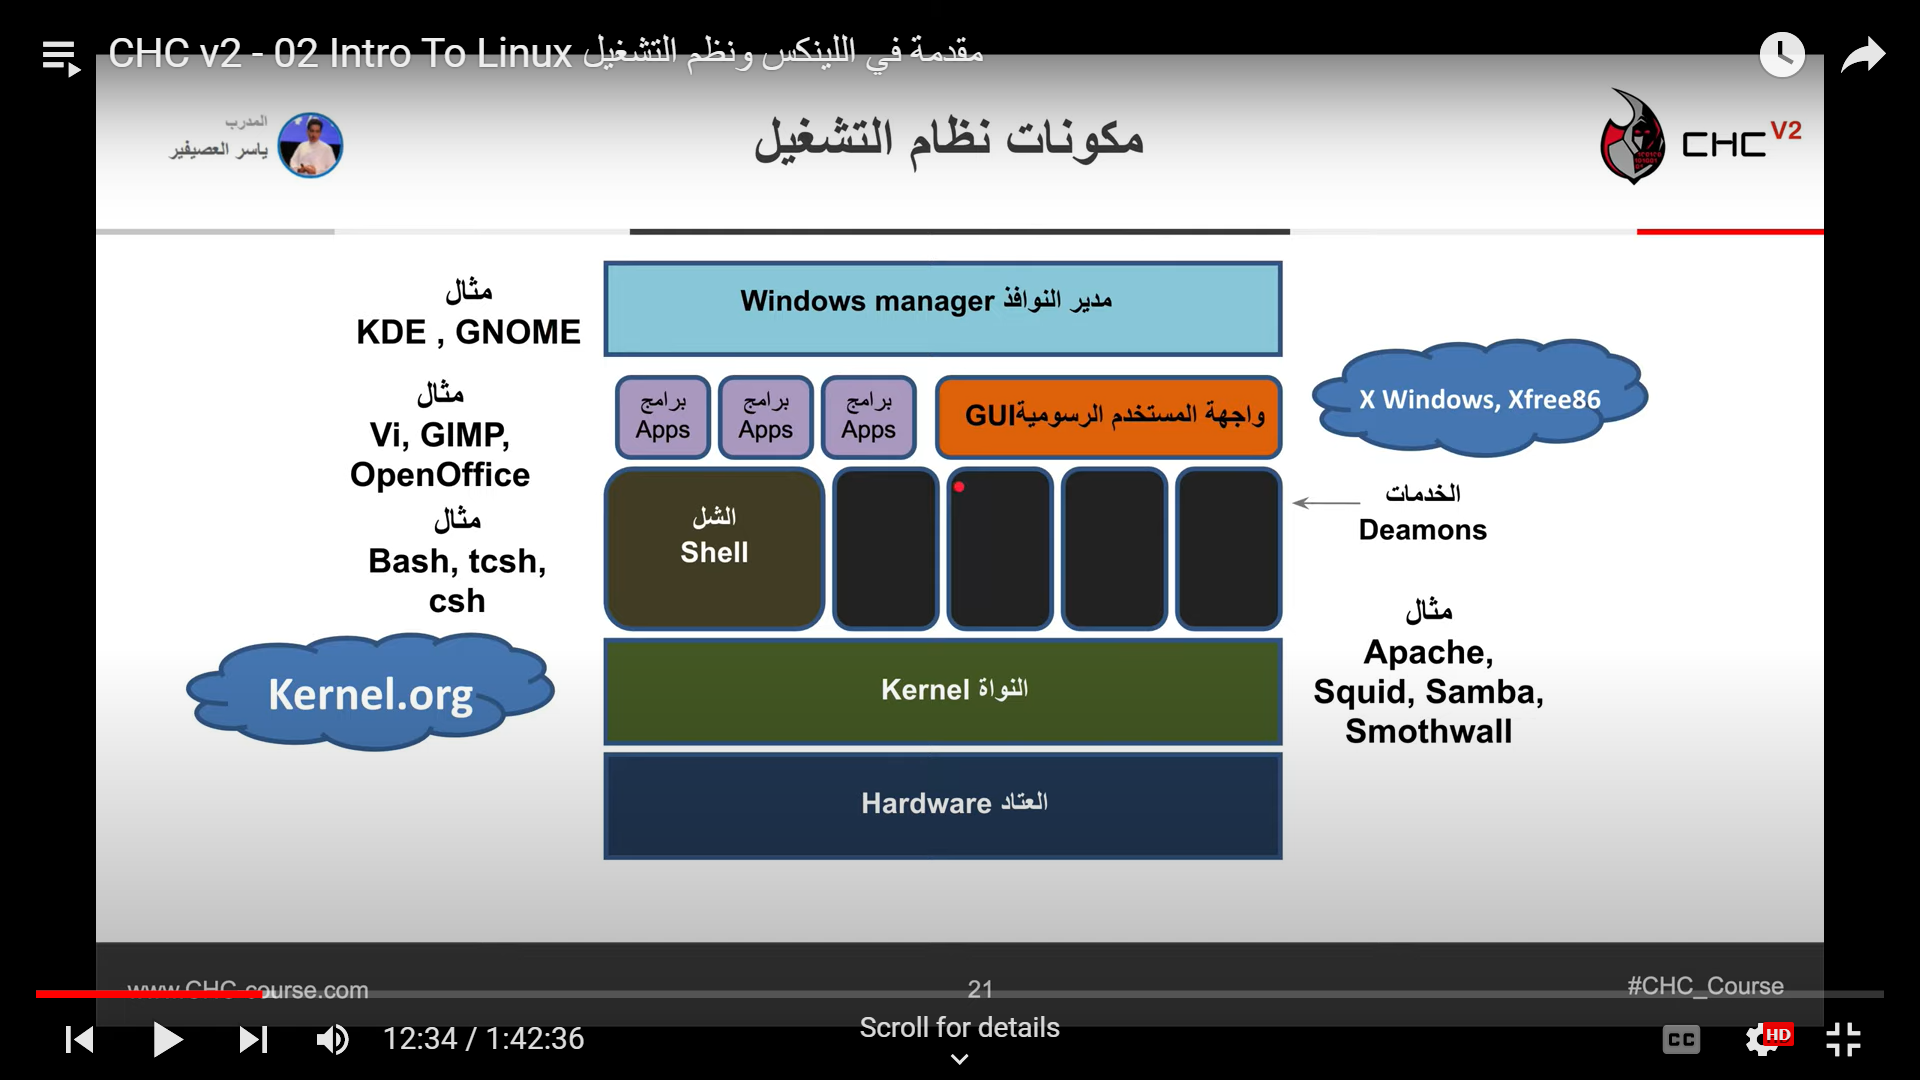 CHC v2 - 02 Intro To Linux مقدمة في اللينكس ونظم التشغيل
المدرب
ياسر العصيفير
مكونات نظام التشغيل
CHC V2
مثال
KDE , GNOME
Windows manager مدير النوافذ
مثال
Vi, GIMP,
OpenOffice
برامج
Apps
برامج
Apps
برامج
Apps
واجهة المستخدم الرسوميةGUI
X Windows, Xfree86
مثال
Bash, tcsh,
csh
الشل
Shell
الخدمات
Deamons
مثال
Apache,
Squid, Samba,
Smothwall
Kernel.org
Kernel النواة
Hardware العتاد
www.CHC-course.com
21
#CHC_Course
12:34 / 1:42:36
Scroll for details
CC
HD